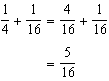 1/4 + 1/16 = 4/16 + 1/16
= 5/16